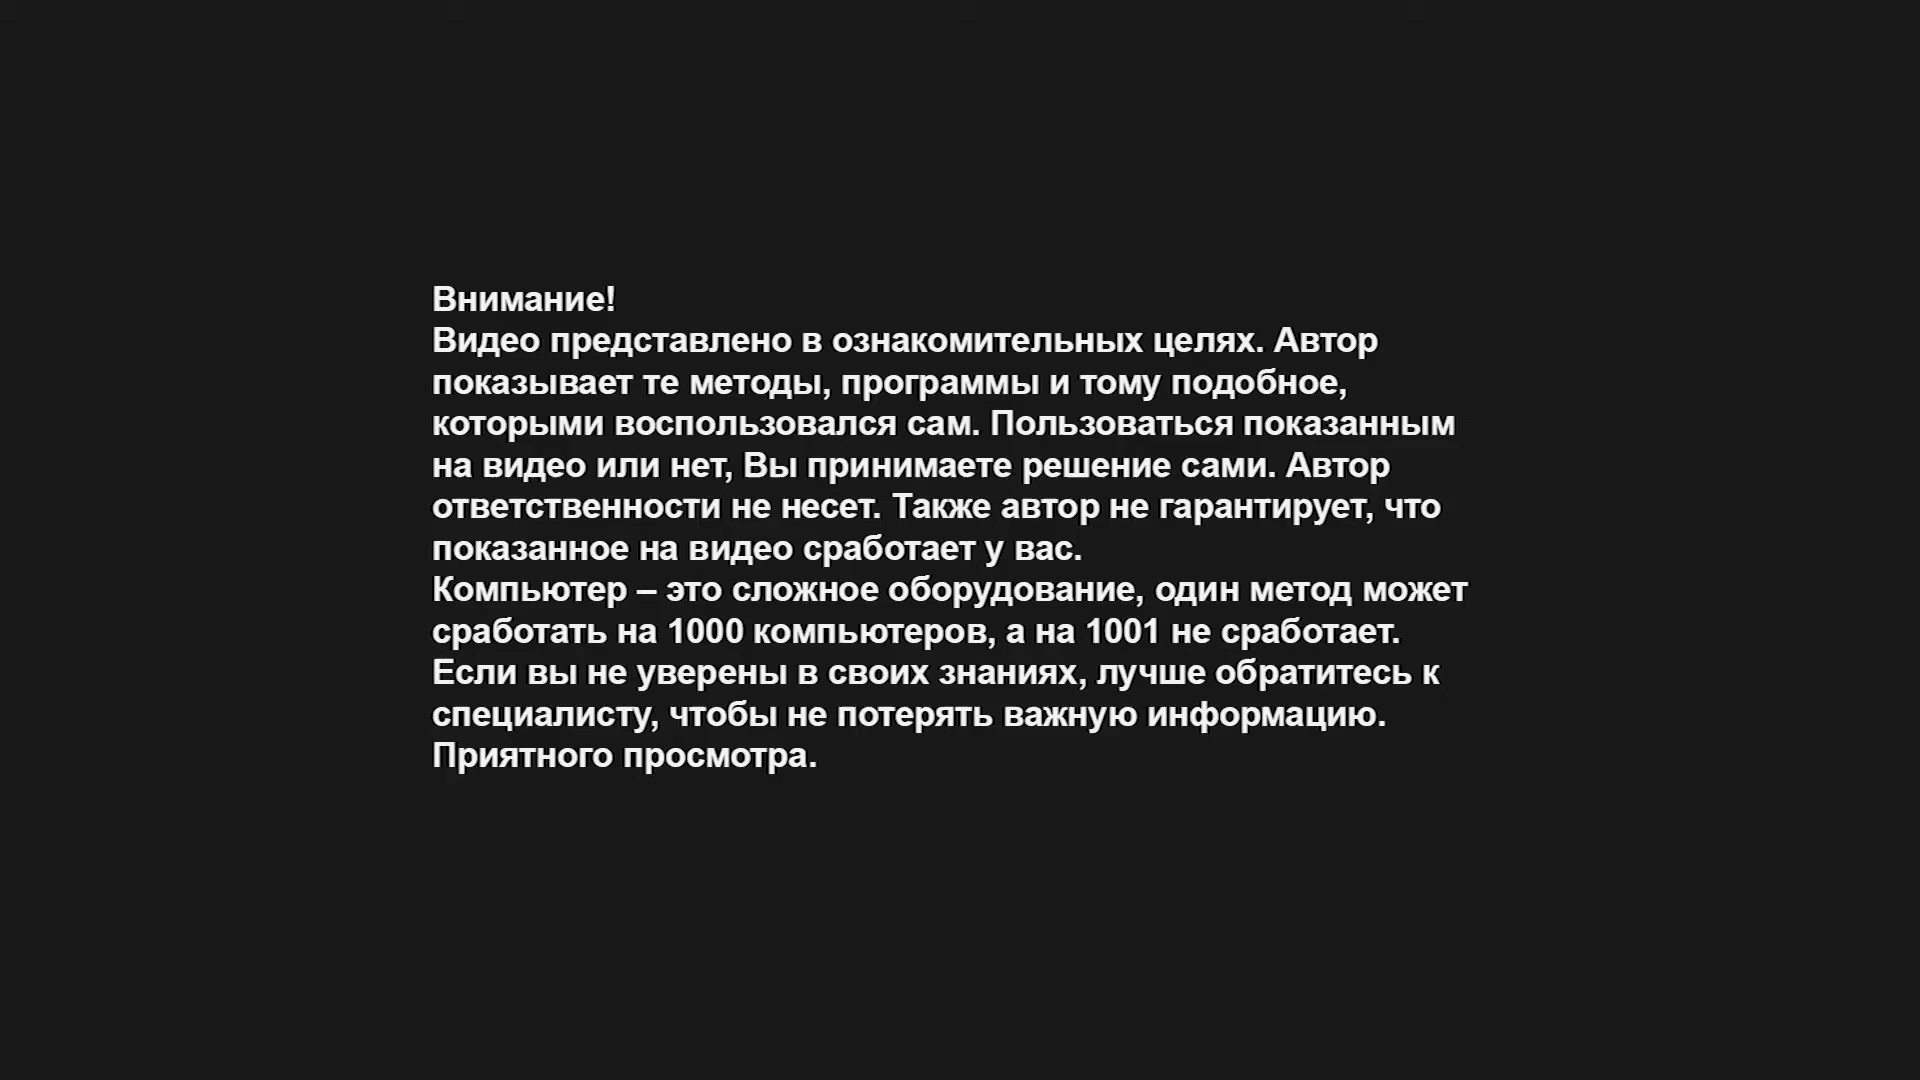 Внимание!
Видео представлено в ознакомительных целях. Автор
показывает те методы, программы и тому подобное,
которыми воспользовался сам. Пользоваться показанным
на видео или нет, Вы принимаете решение сами. Автор
ответственности не несет. Также автор не гарантирует, что
показанное на видео сработает у вас.
Компьютер – это сложное оборудование, один метод может
сработать на 1000 компьютеров, а на 1001 не сработает.
Если вы не уверены в своих знаниях, лучше обратитесь к
специалисту, чтобы не потерять важную информацию.
Приятного просмотра.